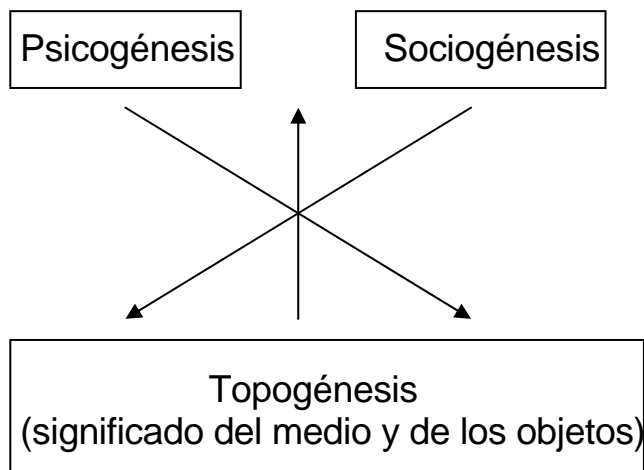 Psicogénesis
Sociogénesis
Topogénesis
(significado del medio y de los objetos)